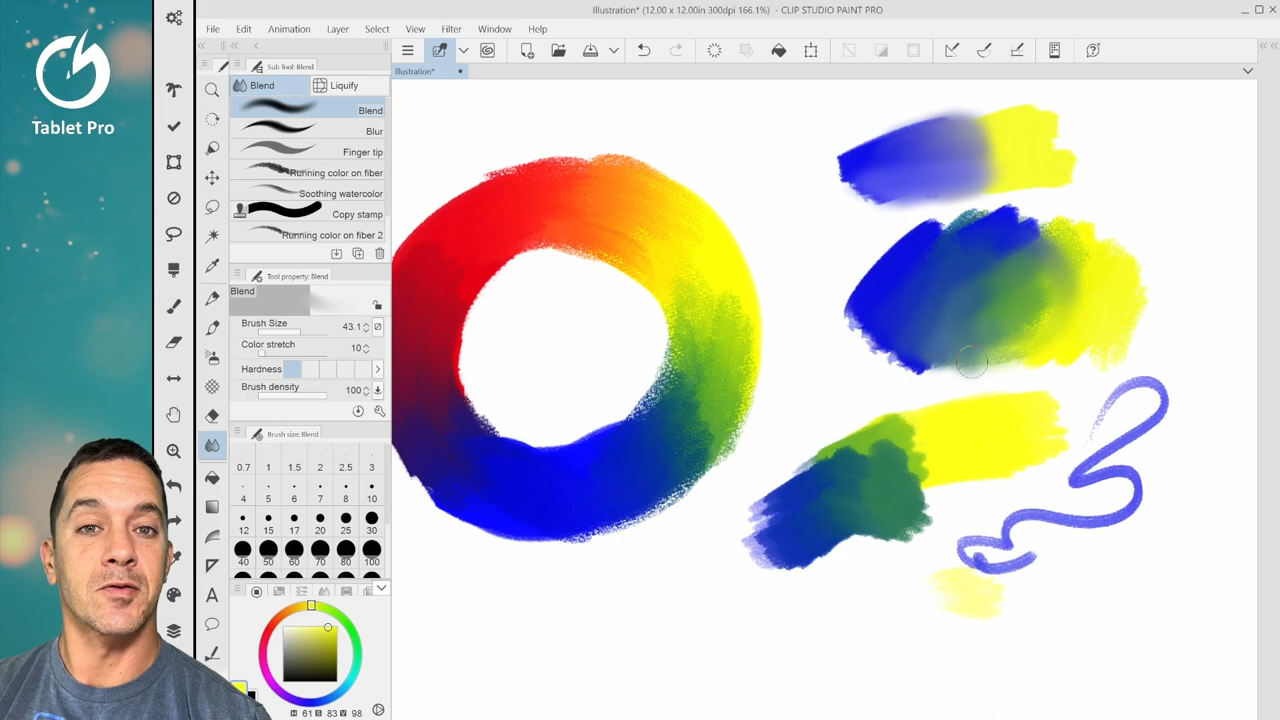 Illustration* (12.00 x 12.00in 300dpi 166.1%) - CLIP STUDIO PAINT PRO
File Edit Animation Layer Select View Filter Window Help
Tablet Pro
Sub Tool: Blend
Illustration*
Blend Liquify
Blend
Blur
Finger tip
Running color on fiber
Soothing watercolor
Copy stamp
Running color on fiber 2
Tool property: Blend
Blend
Brush Size 43.1
Color stretch 10
Hardness
Brush density 100
Brush size: Blend
0.7 1 1.5 2 2.5 3
4 5 6 7 8 10
12 15 17 20 25 30
40 50 60 70 80 100
A
H 61 S 83 V 98